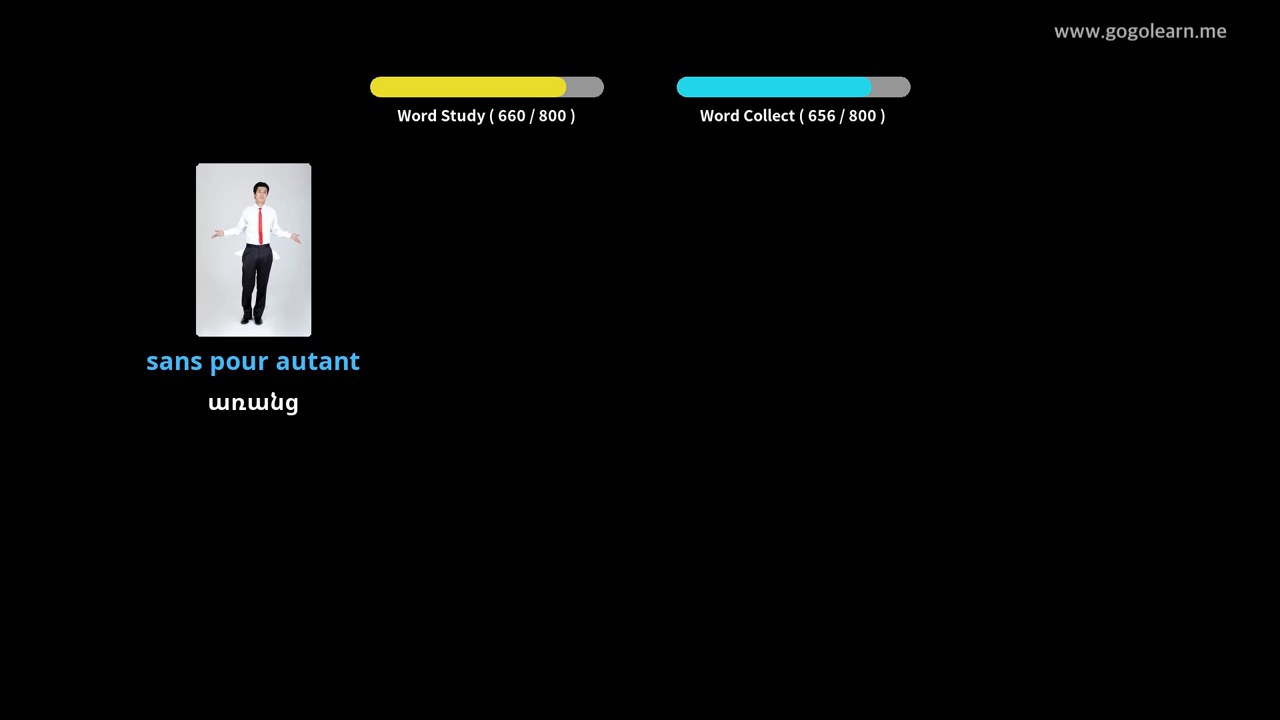 www.gogolearn.me
Word Study ( 660 / 800 )
Word Collect ( 656 / 800 )
sans pour autant
առանց